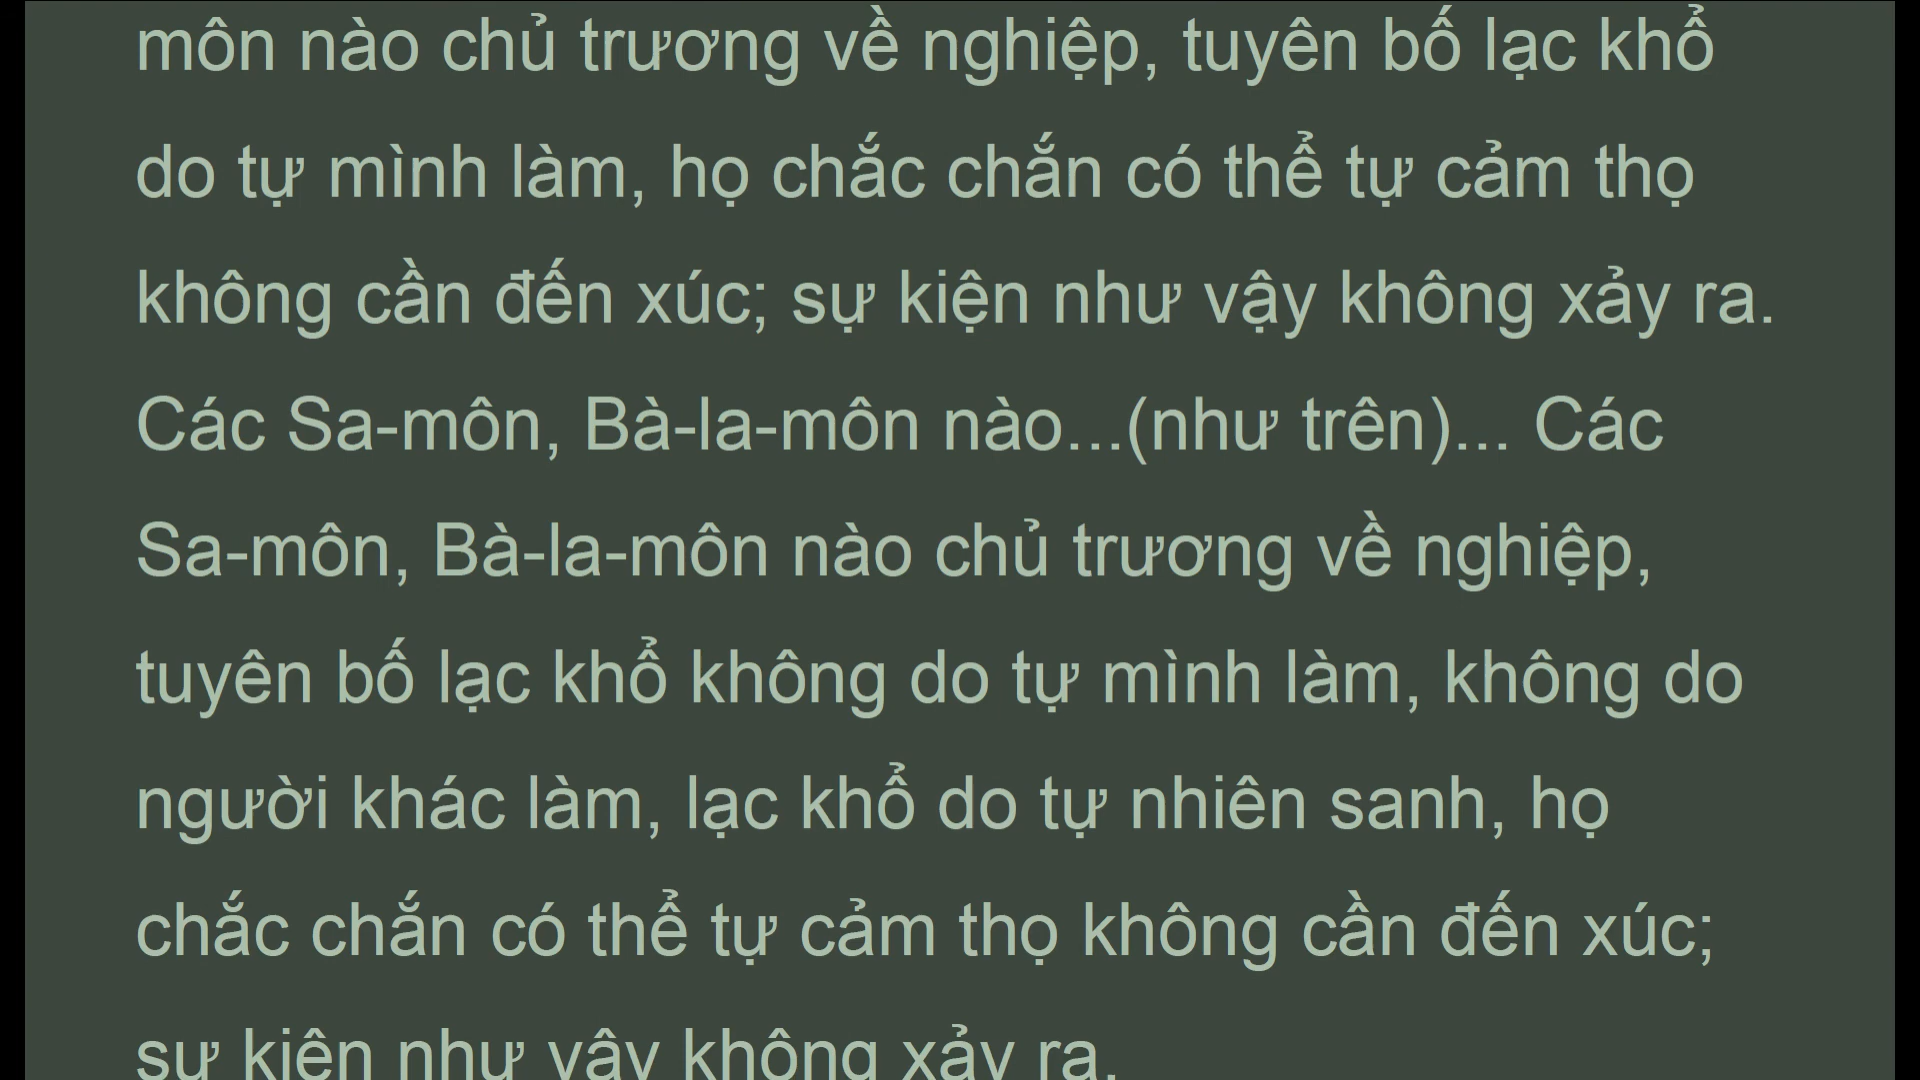 môn nào chủ trương về nghiệp, tuyên bố lạc khổ
do tự mình làm, họ chắc chắn có thể tự cảm thọ
không cần đến xúc; sự kiện như vậy không xảy ra.
Các Sa-môn, Bà-la-môn nào...(như trên)... Các
Sa-môn, Bà-la-môn nào chủ trương về nghiệp,
tuyên bố lạc khổ không do tự mình làm, không do
người khác làm, lạc khổ do tự nhiên sanh, họ
chắc chắn có thể tự cảm thọ không cần đến xúc;
sự kiện như vậy không xảy ra.